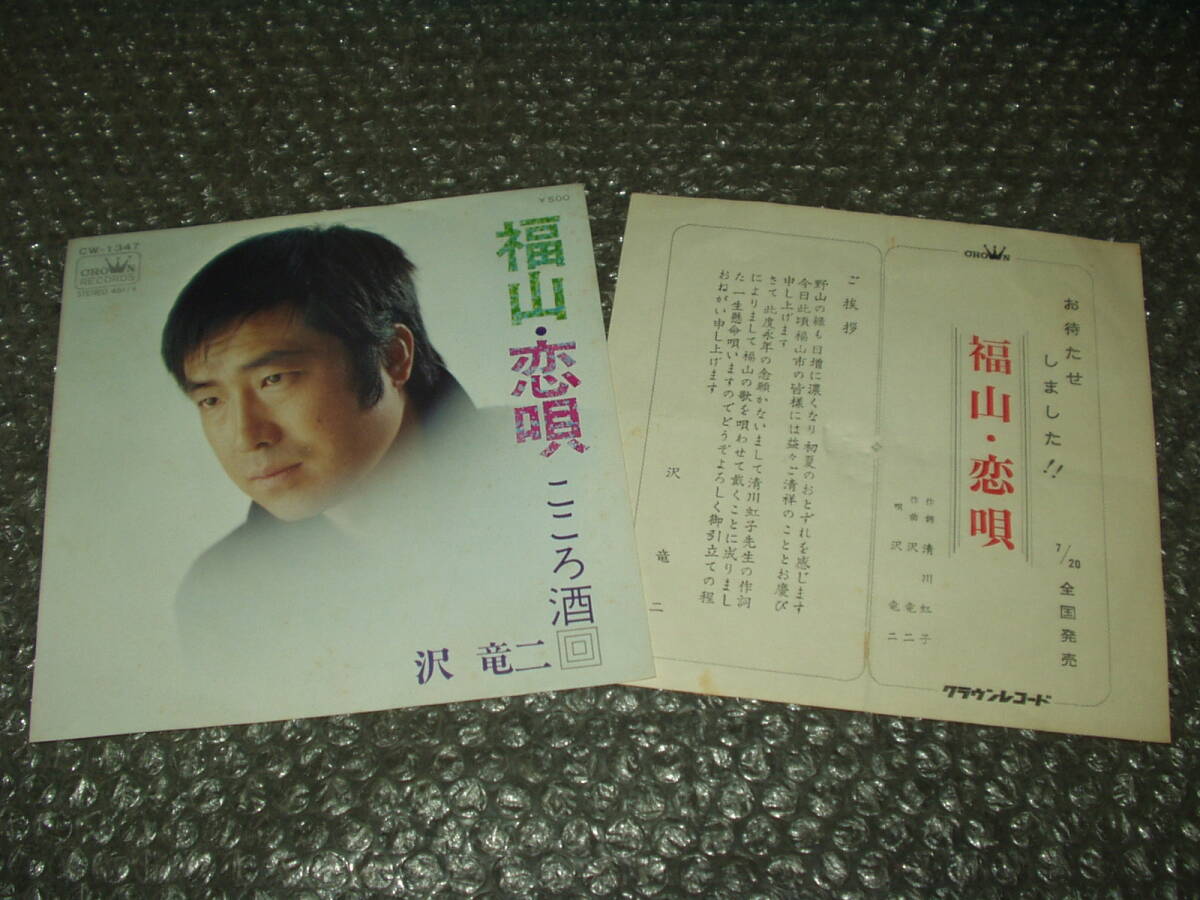 ¥500
CW-1347
CROWN
RECORDS
STEREO 45r.p.m
福山・恋唄
こころ酒
沢 竜二
CROWN
お待たせ
しました!!
7/20 全国発売
福山・恋唄
作詩 清川虹子
作曲 沢竜二
唄 沢竜二
クラウンレコード
ご挨拶
野山の緑も日増に濃くなり 初夏のおとずれを感じます
今日此頃 福山市の皆様には益々ご清祥のこととお慶び
申し上げます
さて 此度永年の念願かないまして清川虹子先生の作詞
によりまして 福山の歌を唄わせて戴くことに成りまし
た 一生懸命唄いますのでどうぞよろしく御引立ての程
おねがい申し上げます
沢 竜 二